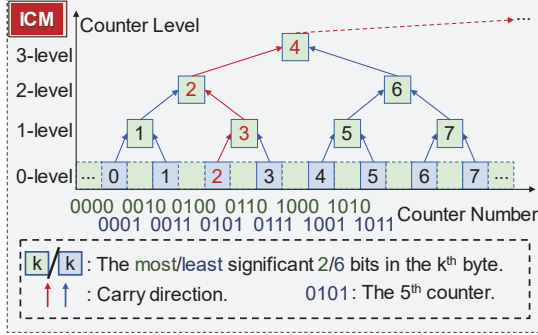 ICM
Counter Level
...
3-level
4
2-level
2
6
1-level
1
3
5
7
0-level
... 0 1 2 3 4 5 6 7 ...
0000 0010 0100 0110 1000 1010
0001 0011 0101 0111 1001 1011
Counter Number
k / k : The most/least significant 2/6 bits in the kth byte.
: Carry direction. 0101: The 5th counter.